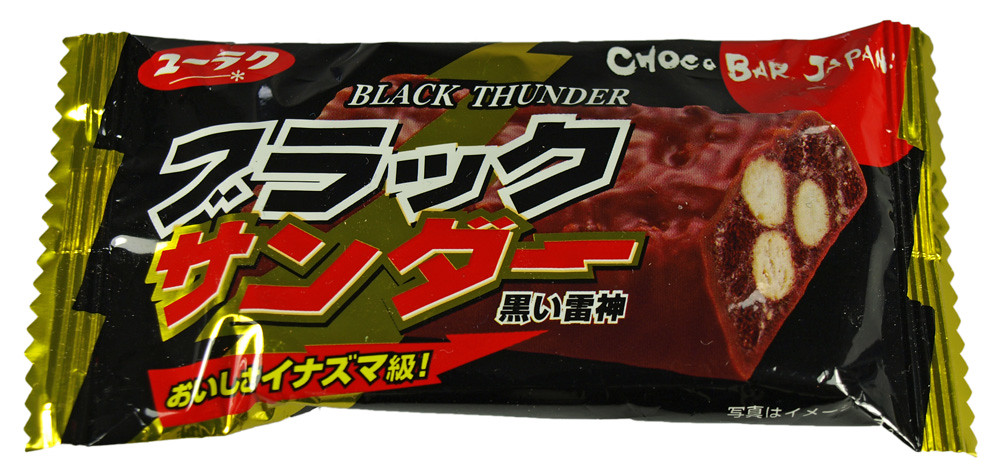 ユーラク
CHOCO BAR JAPAN!
BLACK THUNDER
ブラック
サンダー
黒い雷神
おいしさイナズマ級!
写真はイメー